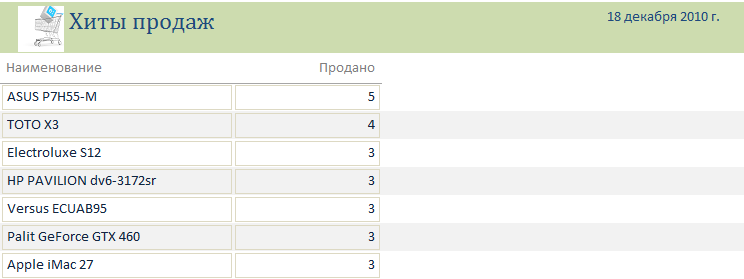 Хиты продаж
18 декабря 2010 г.
Наименование Продано
ASUS P7H55-M 5
TOTO X3 4
Electroluxe S12 3
HP PAVILION dv6-3172sr 3
Versus ECUAB95 3
Palit GeForce GTX 460 3
Apple iMac 27 3